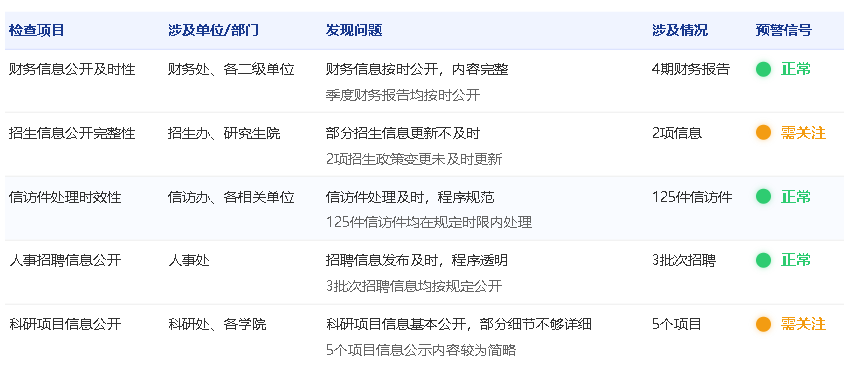 检查项目 涉及单位/部门 发现问题 涉及情况 预警信号
财务信息公开及时性 财务处、各二级单位 财务信息按时公开，内容完整 4期财务报告 正常
季度财务报告均按时公开
招生信息公开完整性 招生办、研究生院 部分招生信息更新不及时 2项信息 需关注
2项招生政策变更未及时更新
信访件处理时效性 信访办、各相关单位 信访件处理及时，程序规范 125件信访件 正常
125件信访件均在规定时限内处理
人事招聘信息公开 人事处 招聘信息发布及时，程序透明 3批次招聘 正常
3批次招聘信息均按规定公开
科研项目信息公开 科研处、各学院 科研项目信息基本公开，部分细节不够详细 5个项目 需关注
5个项目信息公示内容较为简略